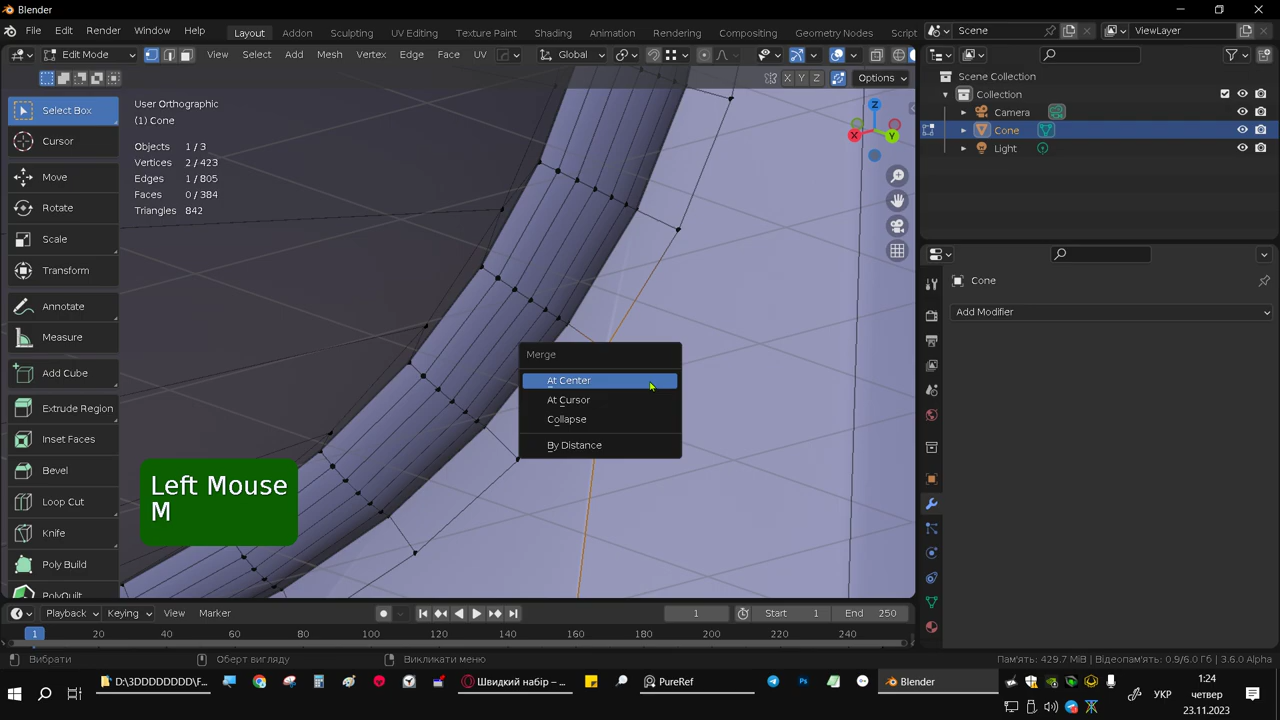 Blender
File Edit Render Window Help Layout Addon Sculpting UV Editing Texture Paint Shading Animation Rendering Compositing Geometry Nodes Script Scene ViewLayer
Edit Mode View Select Add Mesh Vertex Edge Face UV Global
X Y Z Options
User Orthographic
(1) Cone
Objects 1/3
Vertices 2/423
Edges 1/805
Faces 0/384
Triangles 842
Select Box
Cursor
Move
Rotate
Scale
Transform
Annotate
Measure
Add Cube
Extrude Region
Inset Faces
Bevel
Loop Cut
Knife
Poly Build
PolyQuilt
Z
X
Y
Merge
At Center
At Cursor
Collapse
By Distance
Left Mouse
M
Scene Collection
Collection
Camera
Cone
Light
Cone
Add Modifier
Playback Keying View Marker 1 Start 1 End 250
1 20 40 60 80 100 120 140 160 180 200 220 240
Вибрати Оберт вигляду Викликати меню Пам'ять: 429.7 МіБ | Відеопам'ять: 0.9/6.0 Гб | 3.6.0 Alpha
D:\3DDDDDDDD\F... Швидкий набір – ... PureRef Blender УКР 1:24
четвер
23.11.2023